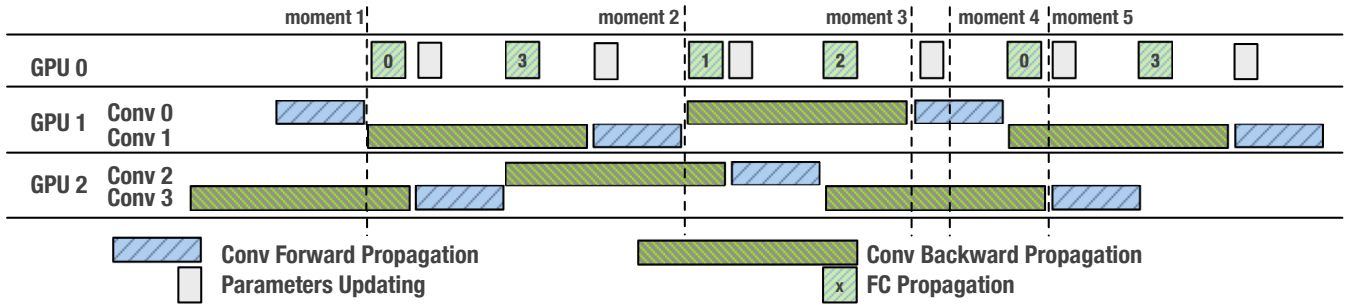 moment 1 moment 2 moment 3 moment 4 moment 5
GPU 0 0 3 1 2 0 3
GPU 1 Conv 0
Conv 1
GPU 2 Conv 2
Conv 3
Conv Forward Propagation Conv Backward Propagation
Parameters Updating x FC Propagation